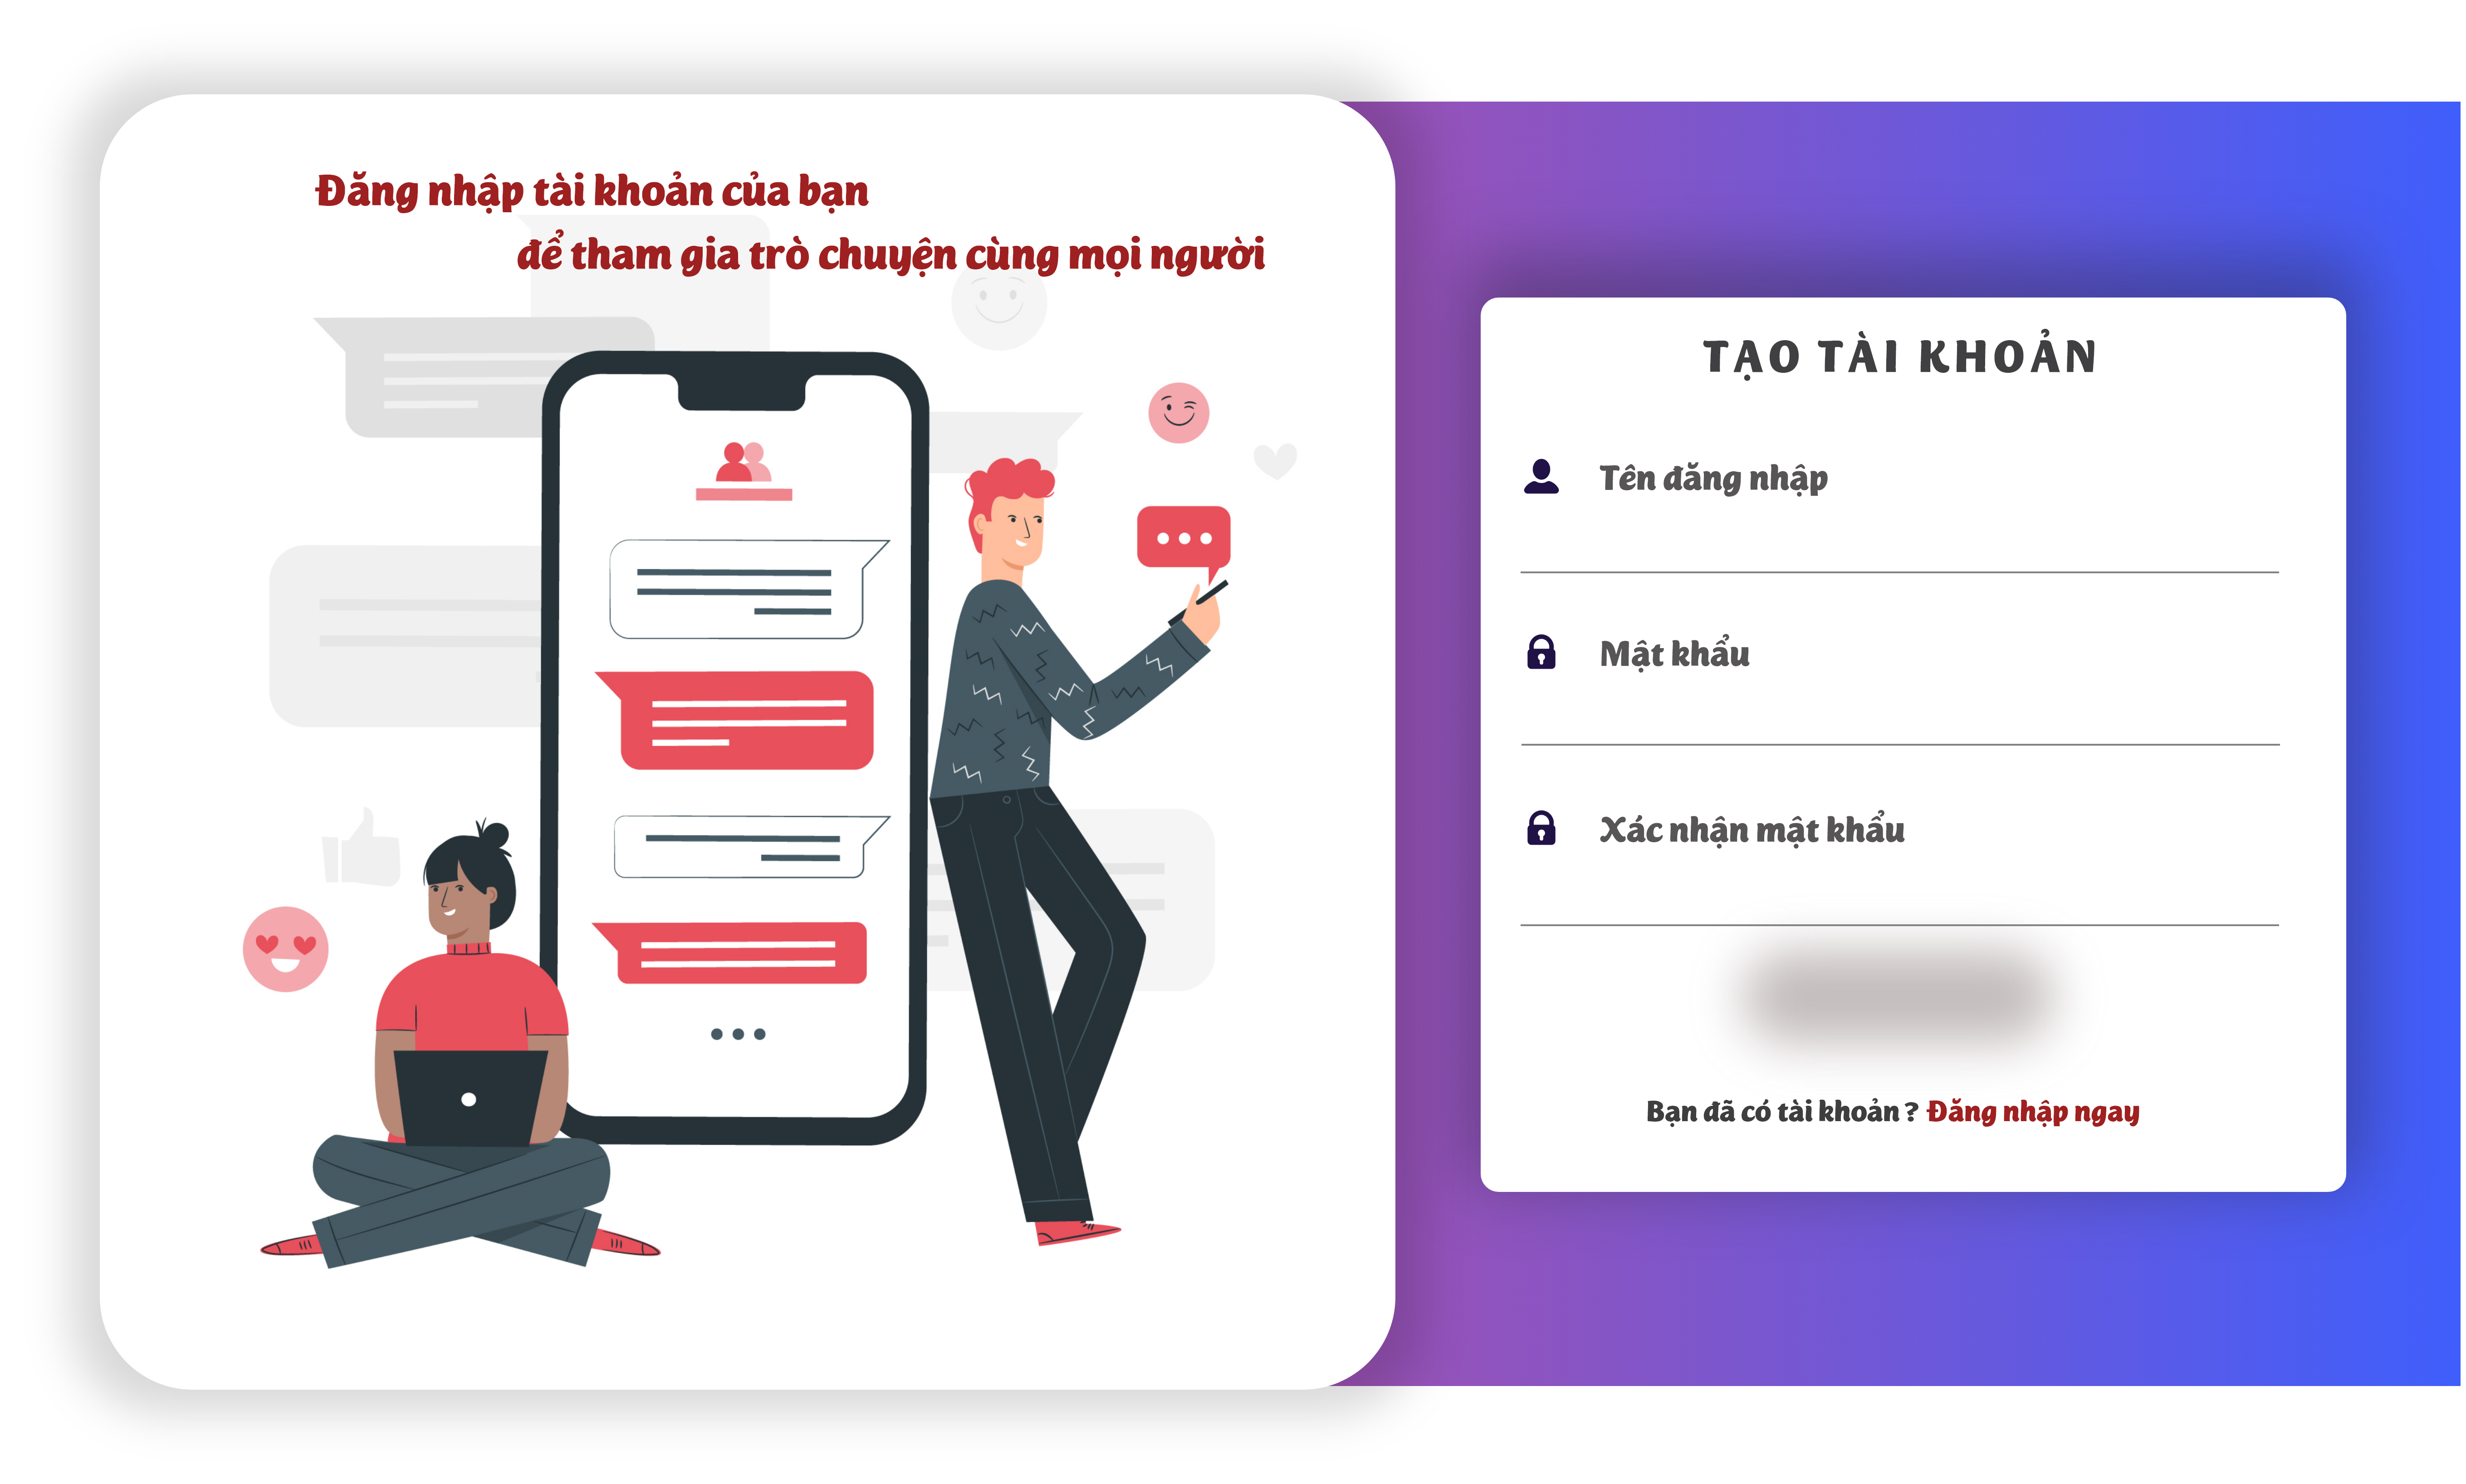 Đăng nhập tài khoản của bạn
để tham gia trò chuyện cùng mọi người
TẠO TÀI KHOẢN
Tên đăng nhập
Mật khẩu
Xác nhận mật khẩu
Bạn đã có tài khoản ? Đăng nhập ngay